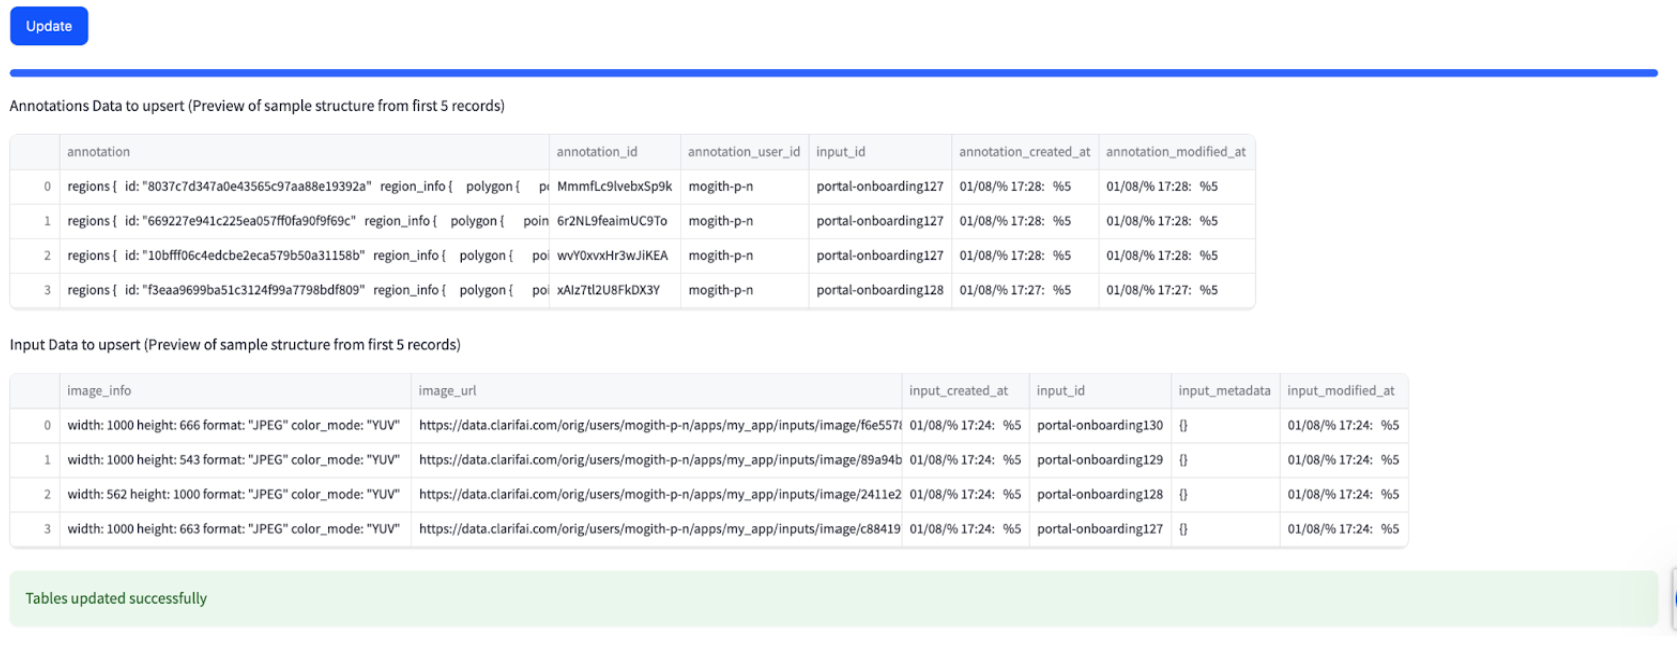 Update
Annotations Data to upsert (Preview of sample structure from first 5 records)
annotation annotation_id annotation_user_id input_id annotation_created_at annotation_modified_at
0 regions { id: "8037c7d347a0e43565c97aa88e19392a" region_info { polygon { po MmmfLc9lvebxSp9k mogith-p-n portal-onboarding127 01/08/% 17:28: %5 01/08/% 17:28: %5
1 regions { id: "669227e941c225ea057ff0fa90f9f69c" region_info { polygon { poin 6r2NL9feaimUC9To mogith-p-n portal-onboarding127 01/08/% 17:28: %5 01/08/% 17:28: %5
2 regions { id: "10bfff06c4edcbe2eca579b50a31158b" region_info { polygon { poi wvY0xvxHr3wJiKEA mogith-p-n portal-onboarding127 01/08/% 17:28: %5 01/08/% 17:28: %5
3 regions { id: "f3eaa9699ba51c3124f99a7798bdf809" region_info { polygon { poi xAlz7tl2U8FkDX3Y mogith-p-n portal-onboarding128 01/08/% 17:27: %5 01/08/% 17:27: %5
Input Data to upsert (Preview of sample structure from first 5 records)
image_info image_url input_created_at input_id input_metadata input_modified_at
0 width: 1000 height: 666 format: "JPEG" color_mode: "YUV" https://data.clarifai.com/orig/users/mogith-p-n/apps/my_app/inputs/image/f6e5578 01/08/% 17:24: %5 portal-onboarding130 {} 01/08/% 17:24: %5
1 width: 1000 height: 543 format: "JPEG" color_mode: "YUV" https://data.clarifai.com/orig/users/mogith-p-n/apps/my_app/inputs/image/89a94b 01/08/% 17:24: %5 portal-onboarding129 {} 01/08/% 17:24: %5
2 width: 562 height: 1000 format: "JPEG" color_mode: "YUV" https://data.clarifai.com/orig/users/mogith-p-n/apps/my_app/inputs/image/2411e2 01/08/% 17:24: %5 portal-onboarding128 {} 01/08/% 17:24: %5
3 width: 1000 height: 663 format: "JPEG" color_mode: "YUV" https://data.clarifai.com/orig/users/mogith-p-n/apps/my_app/inputs/image/c88419 01/08/% 17:24: %5 portal-onboarding127 {} 01/08/% 17:24: %5
Tables updated successfully